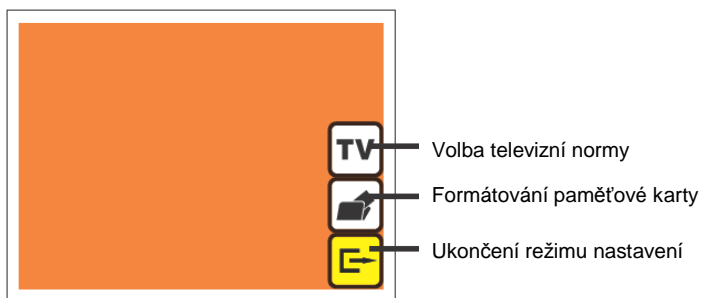 TV
Volba televizní normy
Formátování paměťové karty
Ukončení režimu nastavení